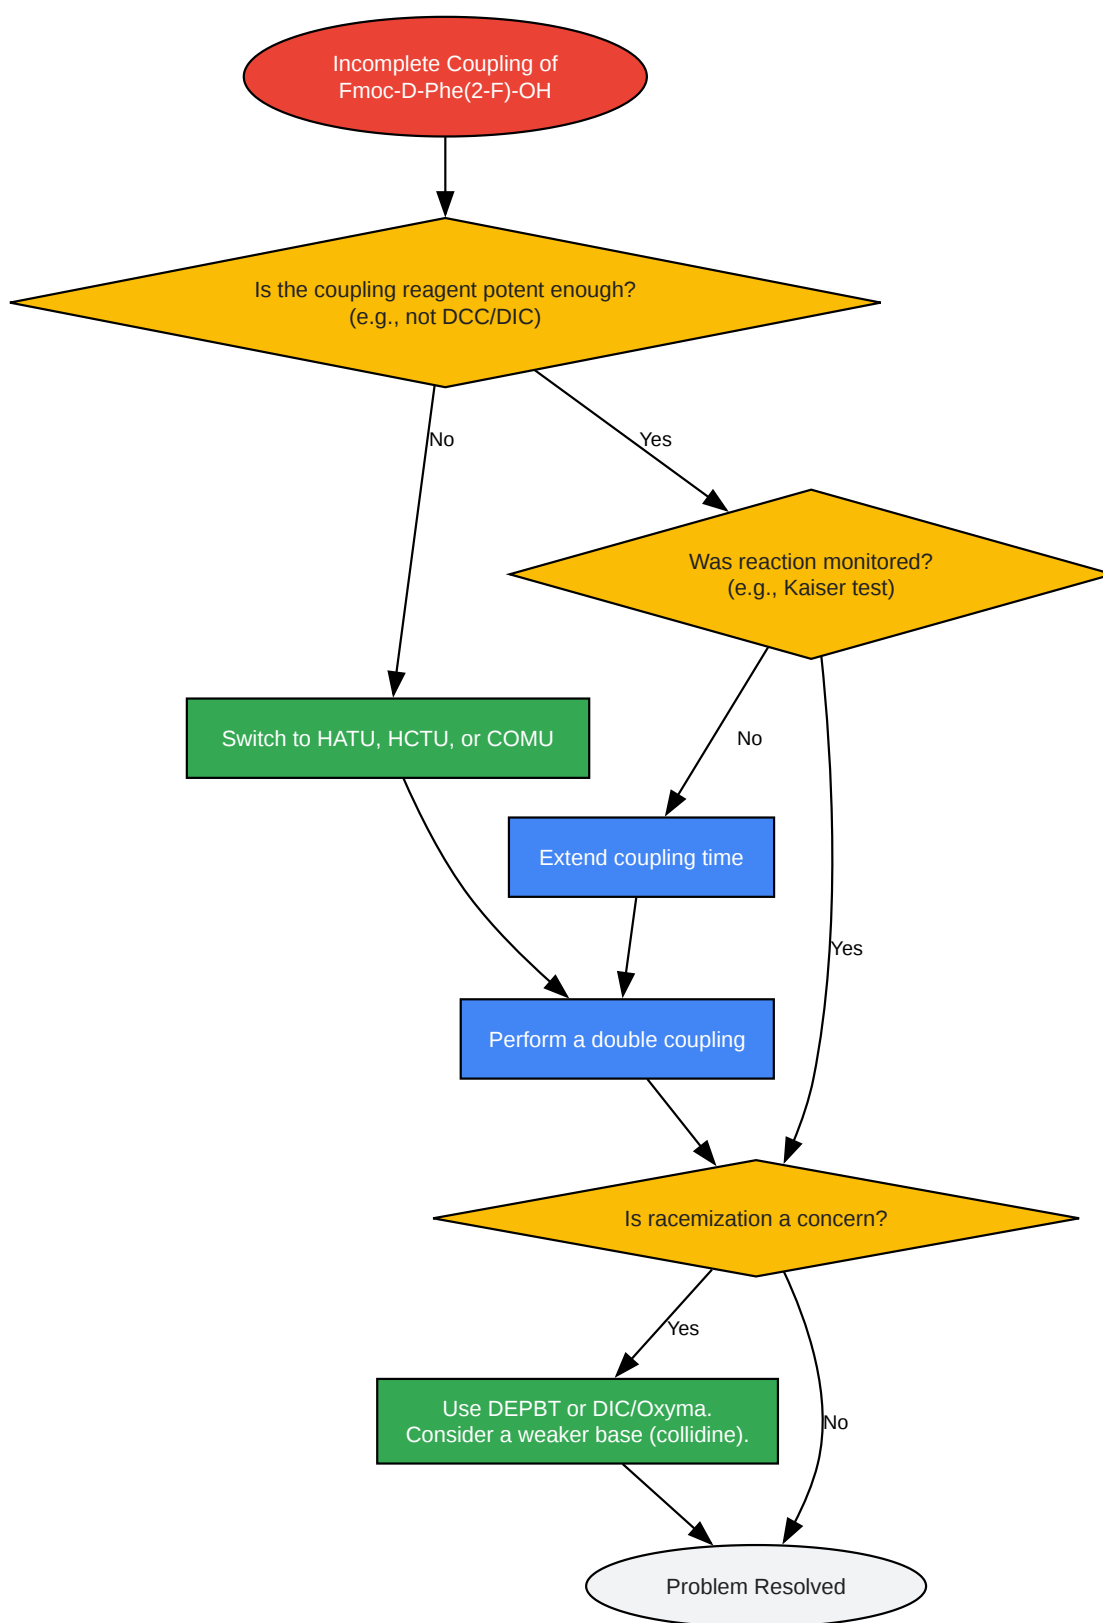 Incomplete Coupling of
Fmoc-D-Phe(2-F)-OH
Is the coupling reagent potent enough?
(e.g., not DCC/DIC)
No
Yes
Was reaction monitored?
(e.g., Kaiser test)
Switch to HATU, HCTU, or COMU
No
Extend coupling time
Yes
Perform a double coupling
Is racemization a concern?
Yes
Use DEPBT or DIC/Oxyma.
Consider a weaker base (collidine).
No
Problem Resolved